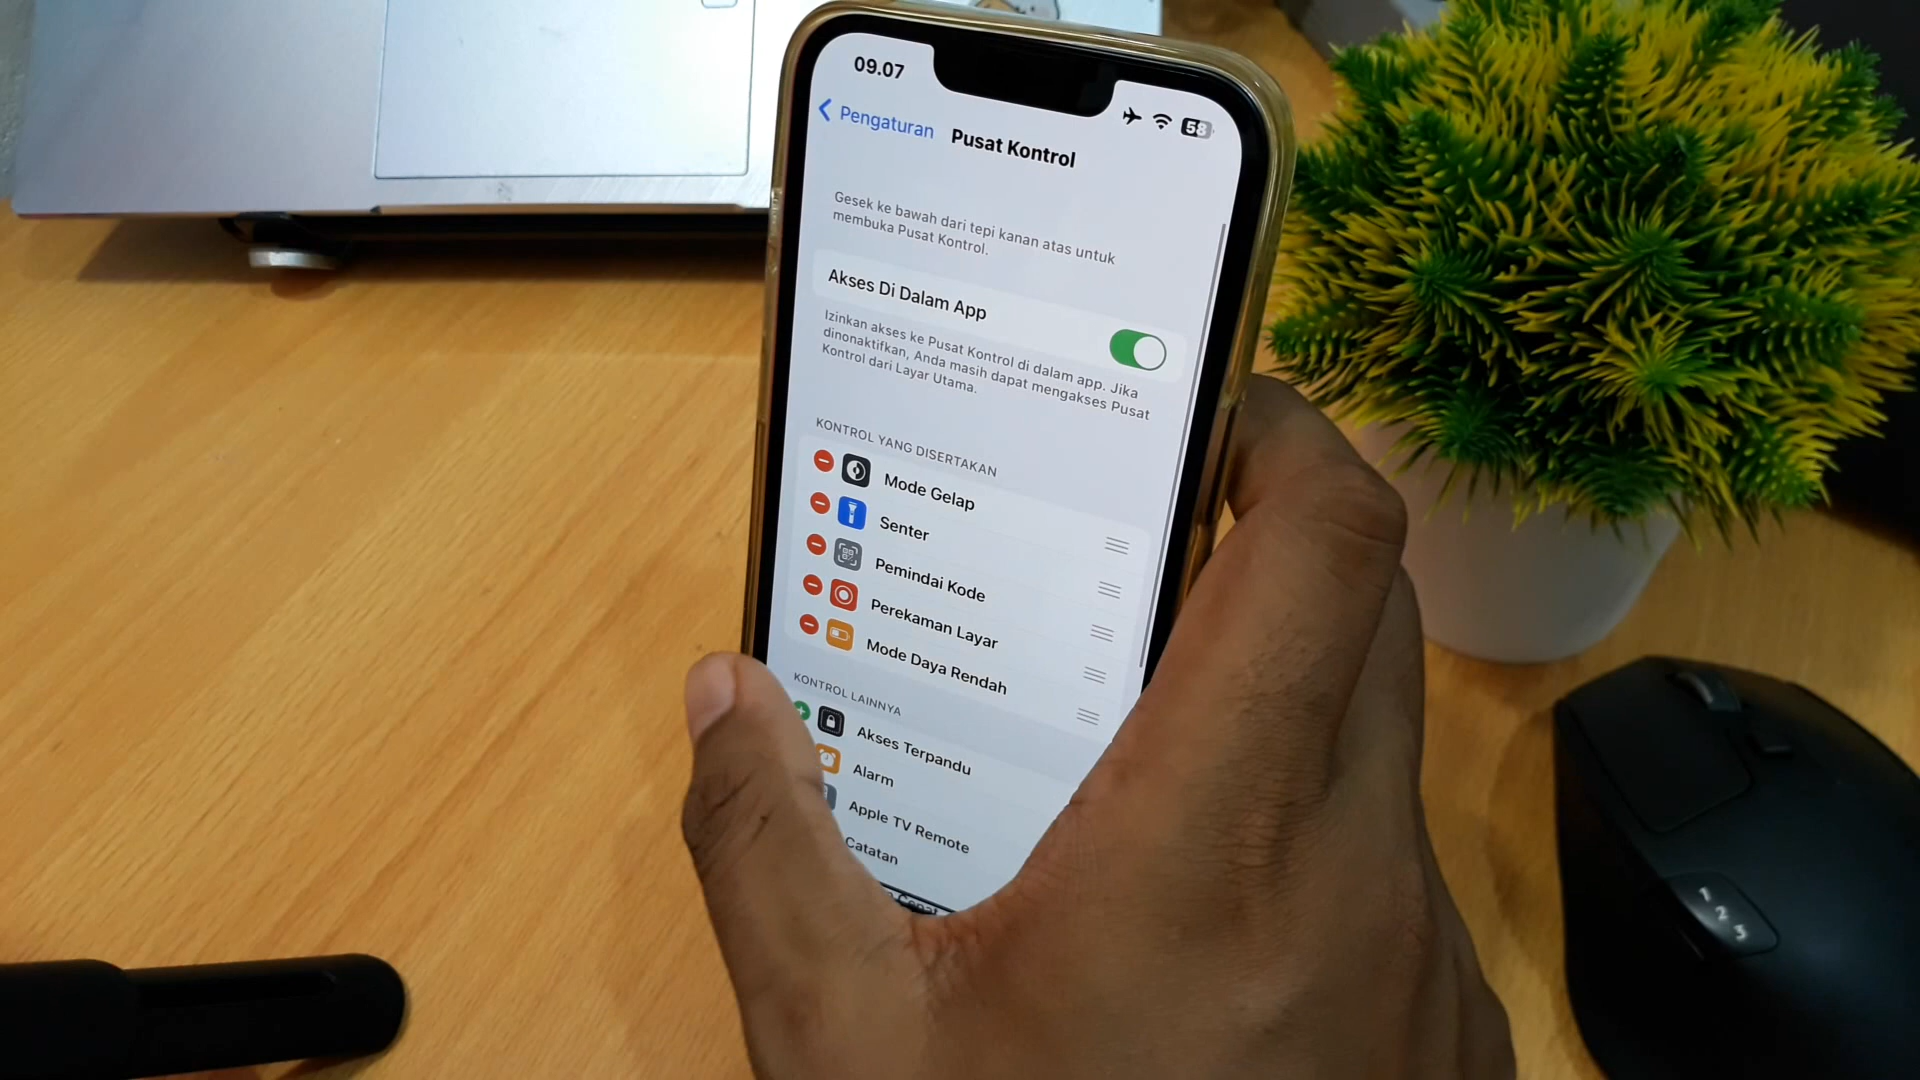 09.07
58
Pengaturan
Pusat Kontrol
Gesek ke bawah dari tepi kanan atas untuk
membuka Pusat Kontrol.
Akses Di Dalam App
Izinkan akses ke Pusat Kontrol di dalam app. Jika
dinonaktifkan, Anda masih dapat mengakses Pusat
Kontrol dari Layar Utama.
KONTROL YANG DISERTAKAN
Mode Gelap
Senter
Pemindai Kode
Perekaman Layar
Mode Daya Rendah
KONTROL LAINNYA
Akses Terpandu
Alarm
Apple TV Remote
Catatan
1
2
3